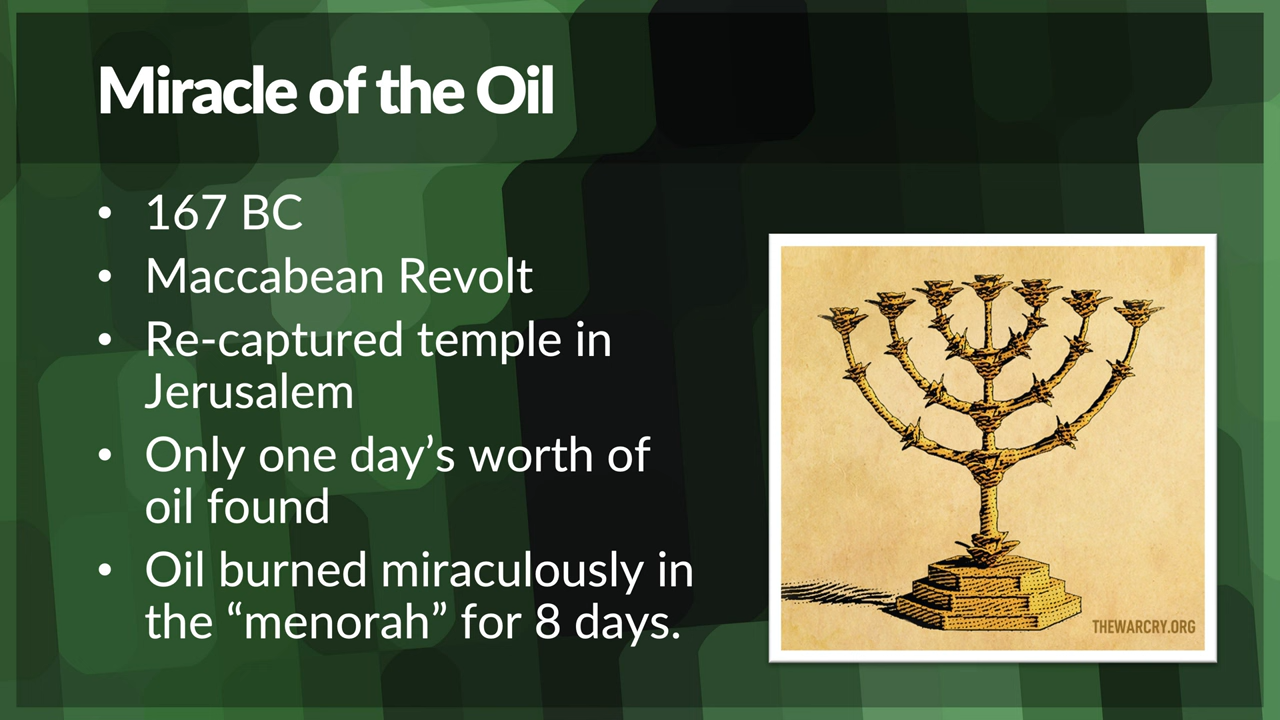 Miracle of the Oil
• 167 BC
• Maccabean Revolt
• Re-captured temple in
Jerusalem
• Only one day’s worth of
oil found
• Oil burned miraculously in
the “menorah” for 8 days.
THEWARCRY.ORG